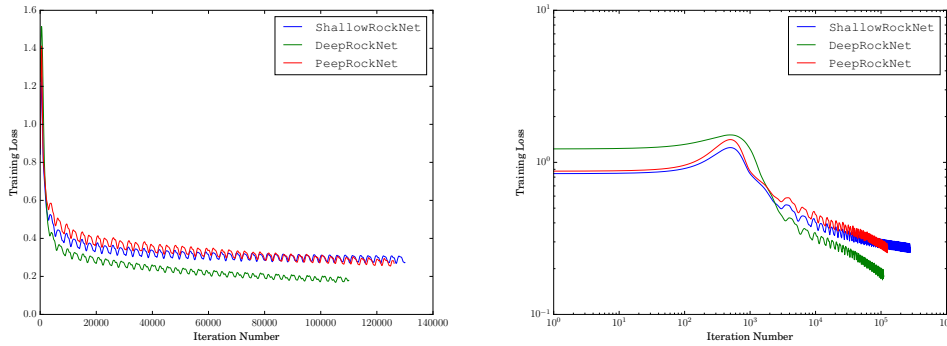 1.6
1.4
1.2
1.0
0.8
0.6
0.4
0.2
0.0
Training Loss
0 20000 40000 60000 80000 100000 120000 140000
Iteration Number
ShallowRockNet
DeepRockNet
PeepRockNet
10^1
10^0
10^-1
Training Loss
10^0 10^1 10^2 10^3 10^4 10^5 10^6
Iteration Number
ShallowRockNet
DeepRockNet
PeepRockNet